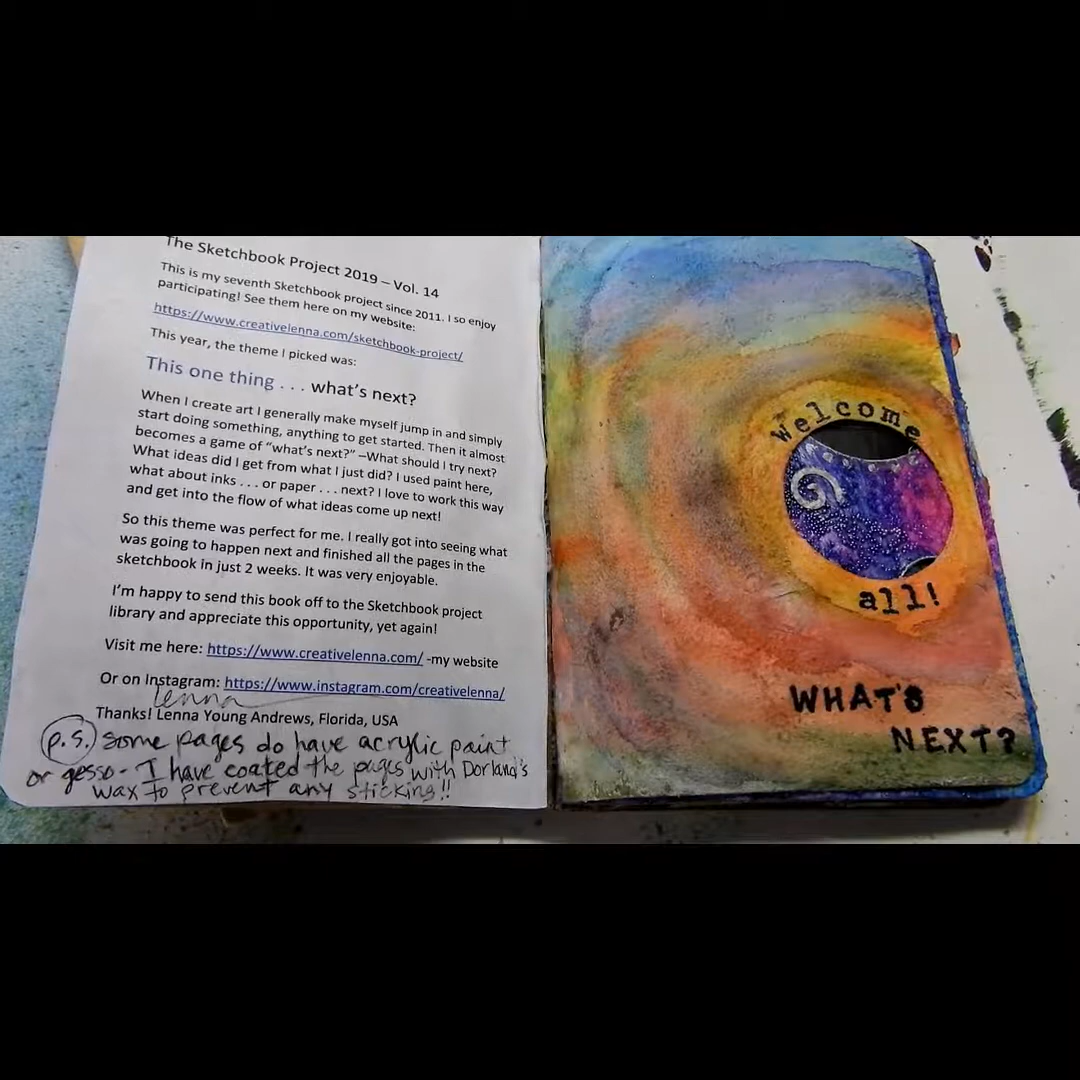 The Sketchbook Project 2019 – Vol. 14
This is my seventh Sketchbook project since 2011. I so enjoy
participating! See them here on my website:
https://www.creativelenna.com/sketchbook-project/
This year, the theme I picked was:
This one thing . . . what's next?
When I create art I generally make myself jump in and simply
start doing something, anything to get started. Then it almost
becomes a game of "what's next?" –What should I try next?
What ideas did I get from what I just did? I used paint here,
what about inks . . . or paper . . . next? I love to work this way
and get into the flow of what ideas come up next!
So this theme was perfect for me. I really got into seeing what
was going to happen next and finished all the pages in the
sketchbook in just 2 weeks. It was very enjoyable.
I'm happy to send this book off to the Sketchbook project
library and appreciate this opportunity, yet again!
Visit me here: https://www.creativelenna.com/ -my website
Or on Instagram: https://www.instagram.com/creativelenna/
Lenna
Thanks! Lenna Young Andrews, Florida, USA
p.s. some pages do have acrylic paint
or gesso - I have coated the pages with Dorland's
wax to prevent any sticking!!
welcome
all!
WHAT'S
NEXT?